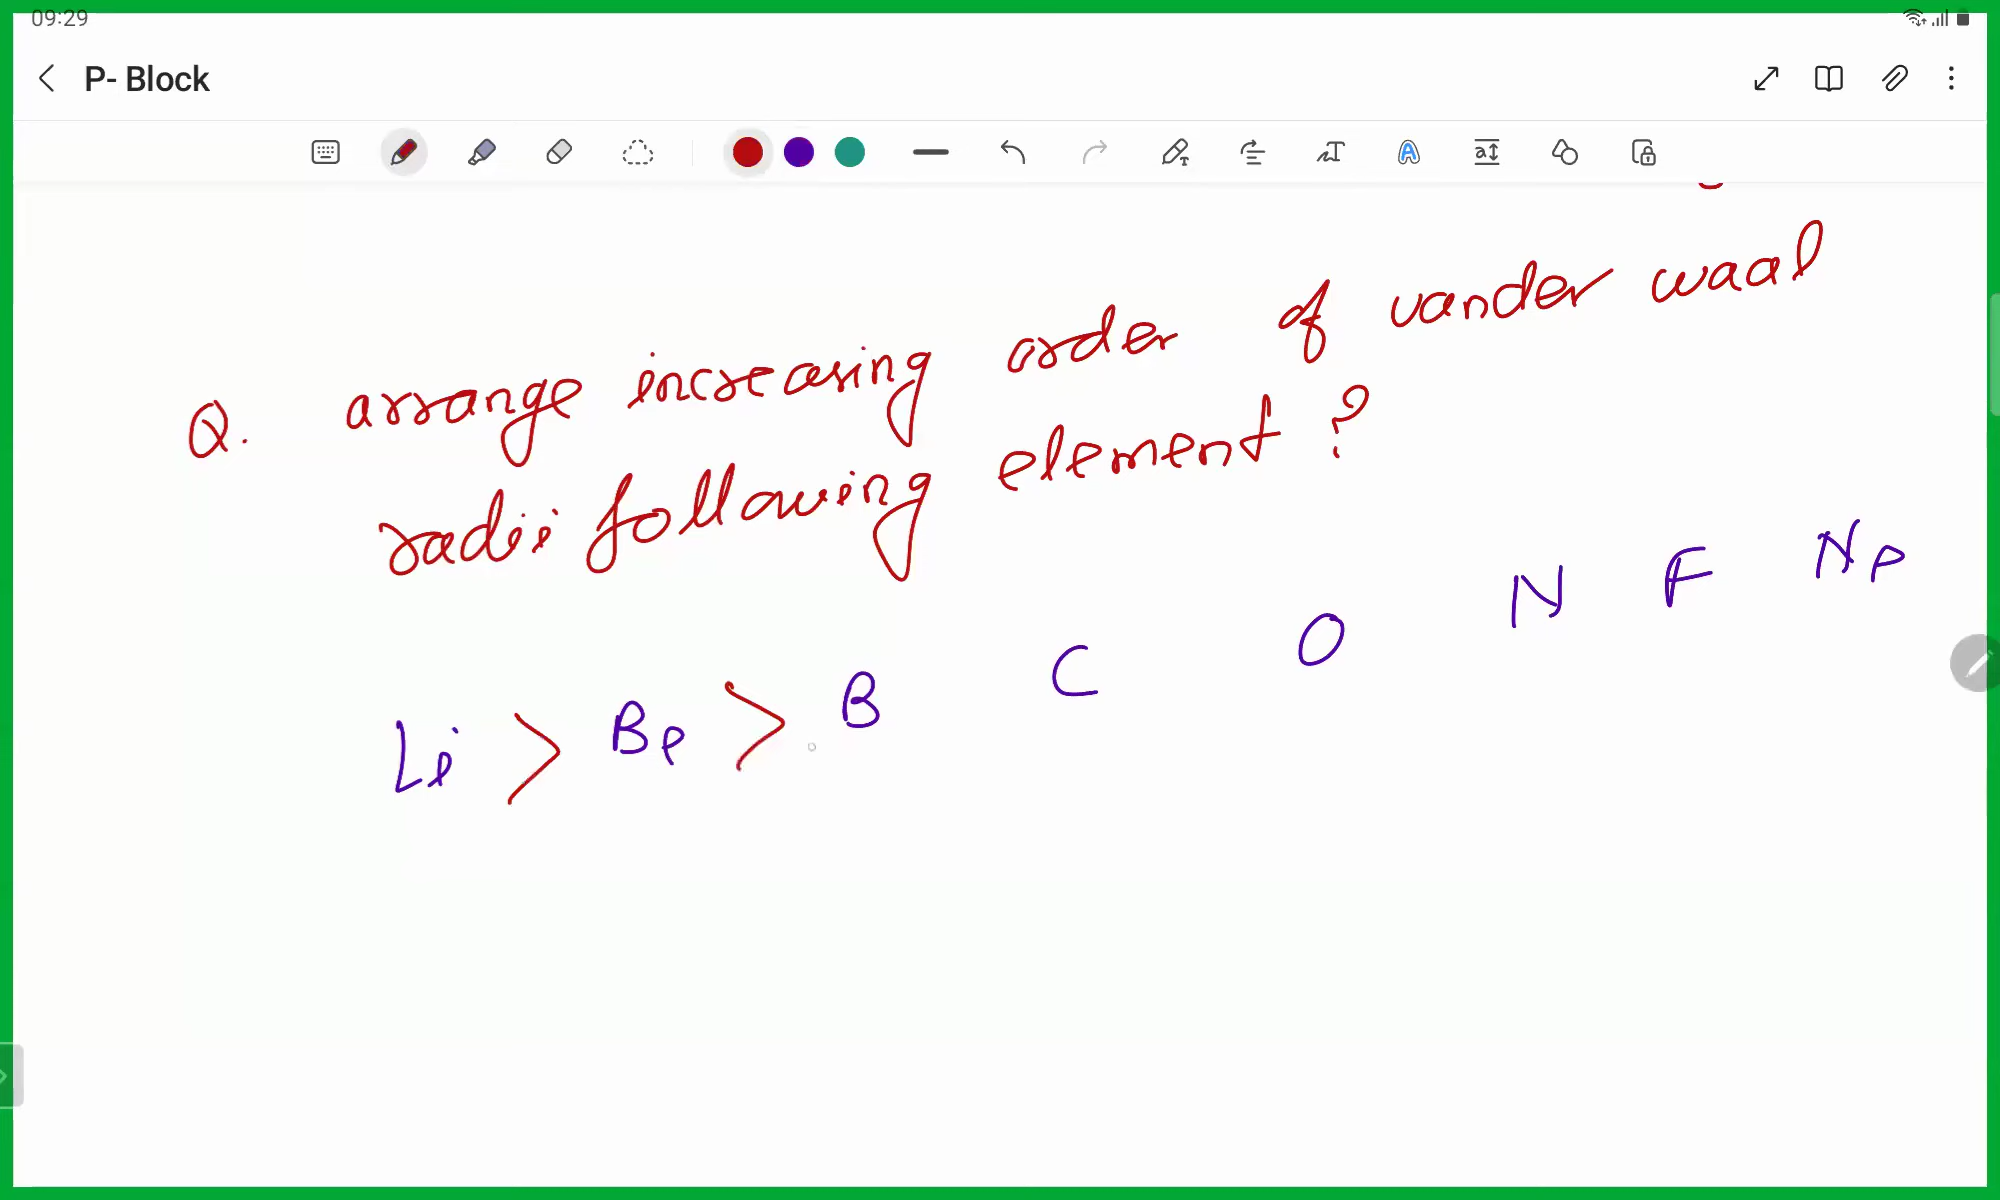 09:29
P- Block
Q. arrange increasing order of vander waal
radii following element ?
Li > Be > B C O N F Ne